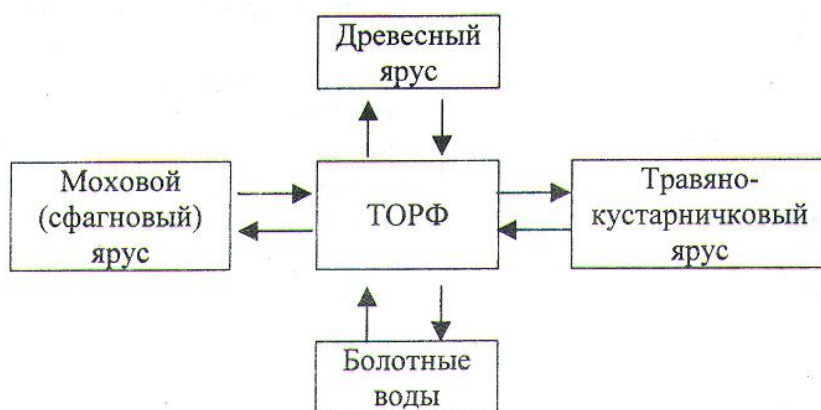 Древесный
ярус
Моховой
(сфагновый)
ярус
ТОРФ
Травяно-
кустарничковый
ярус
Болотные
воды